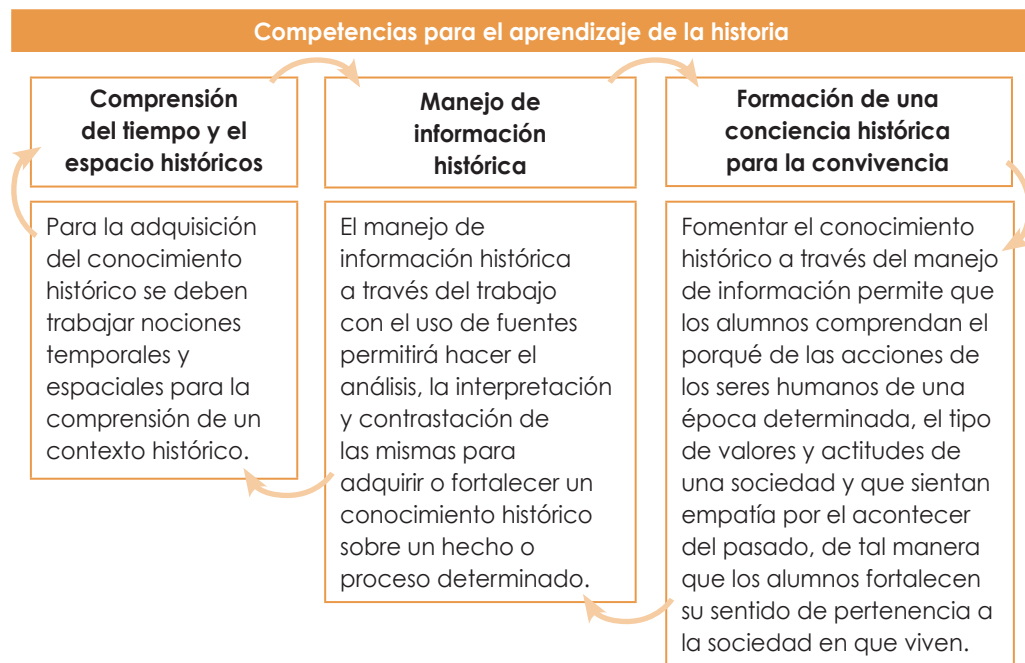 Competencias para el aprendizaje de la historia
Comprensión
del tiempo y el
espacio históricos
Para la adquisición
del conocimiento
histórico se deben
trabajar nociones
temporales y
espaciales para la
comprensión de un
contexto histórico.
Manejo de
información
histórica
El manejo de
información histórica
a través del trabajo
con el uso de fuentes
permitirá hacer el
análisis, la interpretación
y contrastación de
las mismas para
adquirir o fortalecer un
conocimiento histórico
sobre un hecho o
proceso determinado.
Formación de una
conciencia histórica
para la convivencia
Fomentar el conocimiento
histórico a través del manejo
de información permite que
los alumnos comprendan el
porqué de las acciones de
los seres humanos de una
época determinada, el tipo
de valores y actitudes de
una sociedad y que sientan
empatía por el acontecer
del pasado, de tal manera
que los alumnos fortalecen
su sentido de pertenencia a
la sociedad en que viven.